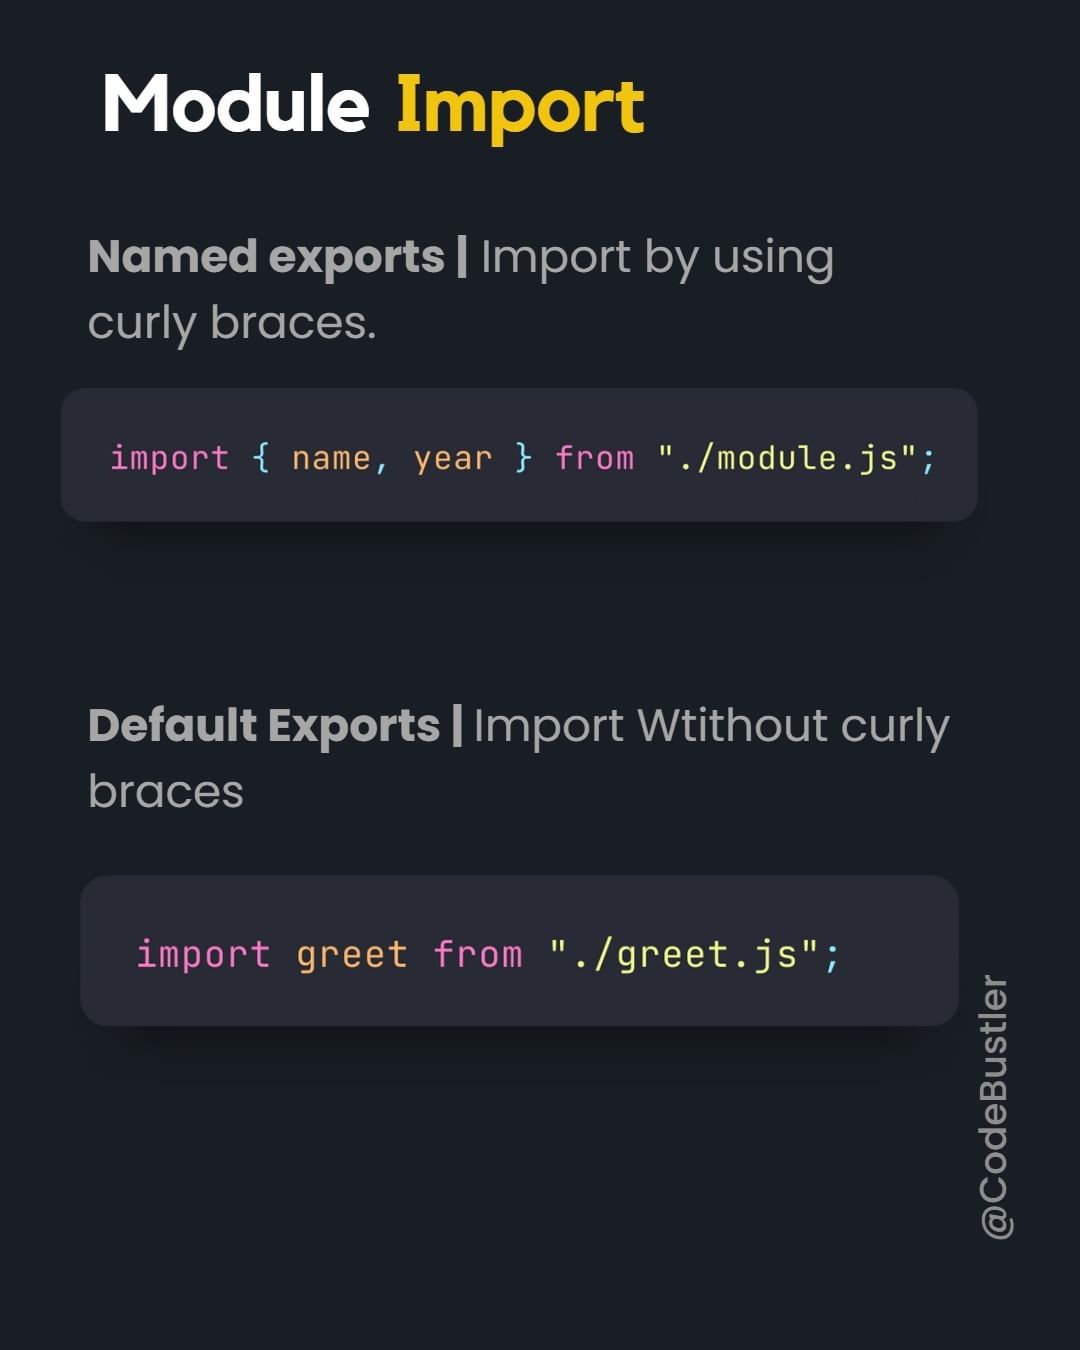 Module Import
Named exports | Import by using
curly braces.
import { name, year } from "./module.js";
Default Exports | Import Wtithout curly
braces
import greet from "./greet.js";
@CodeBustler